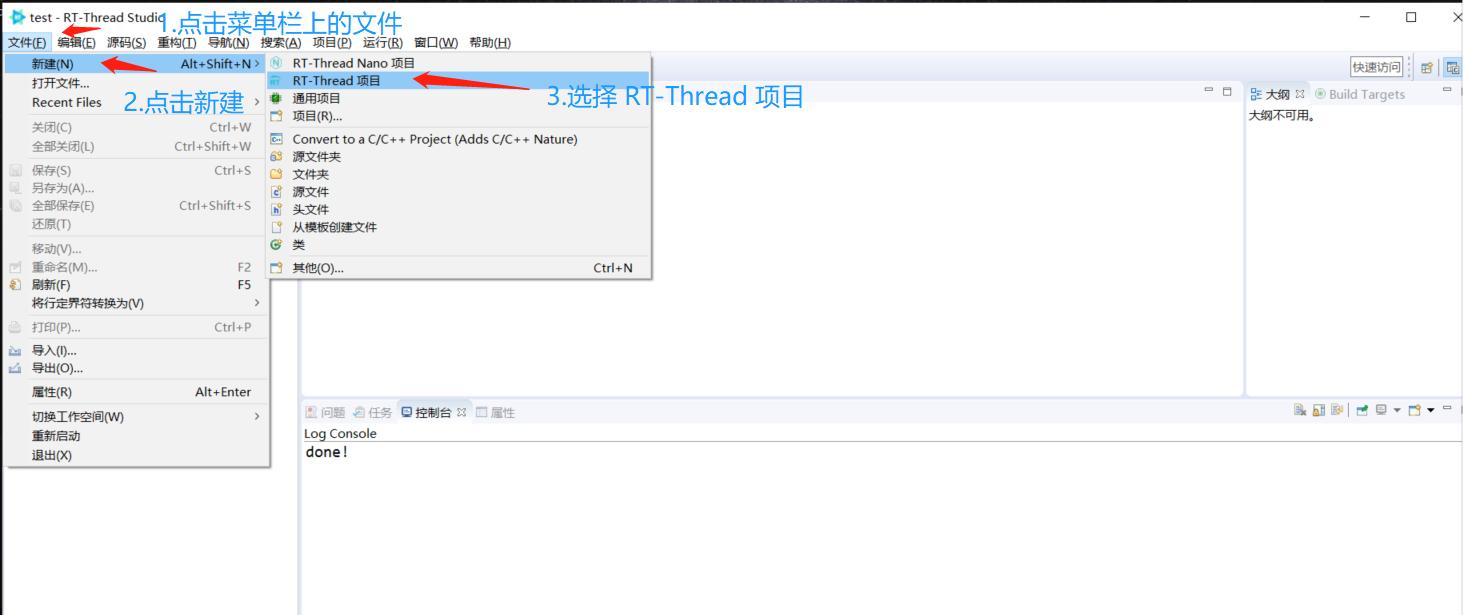 test - RT-Thread Studio
1.点击菜单栏上的文件
文件(F) 编辑(E) 源码(S) 重构(T) 导航(N) 搜索(A) 项目(P) 运行(R) 窗口(W) 帮助(H)
快速访问
新建(N) Alt+Shift+N
打开文件...
Recent Files
2.点击新建
关闭(C) Ctrl+W
全部关闭(L) Ctrl+Shift+W
保存(S) Ctrl+S
另存为(A)...
全部保存(E) Ctrl+Shift+S
还原(T)
移动(V)...
重命名(M)... F2
刷新(F) F5
将行定界符转换为(V)
打印(P)... Ctrl+P
导入(I)...
导出(O)...
属性(R) Alt+Enter
切换工作空间(W)
重新启动
退出(X)
RT-Thread Nano 项目
RT-Thread 项目
3.选择 RT-Thread 项目
通用项目
项目(R)...
Convert to a C/C++ Project (Adds C/C++ Nature)
源文件夹
文件夹
源文件
头文件
从模板创建文件
类
其他(O)... Ctrl+N
大纲 Build Targets
大纲不可用。
问题 任务 控制台 属性
Log Console
done!